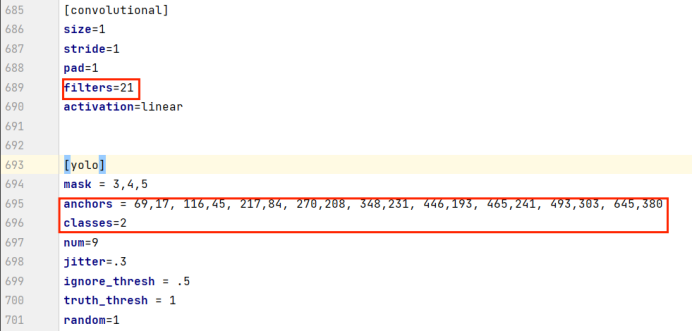 685 [convolutional]
686 size=1
687 stride=1
688 pad=1
689 filters=21
690 activation=linear
691
692
693 [yolo]
694 mask = 3,4,5
695 anchors = 69,17, 116,45, 217,84, 270,208, 348,231, 446,193, 465,241, 493,303, 645,380
696 classes=2
697 num=9
698 jitter=.3
699 ignore_thresh = .5
700 truth_thresh = 1
701 random=1